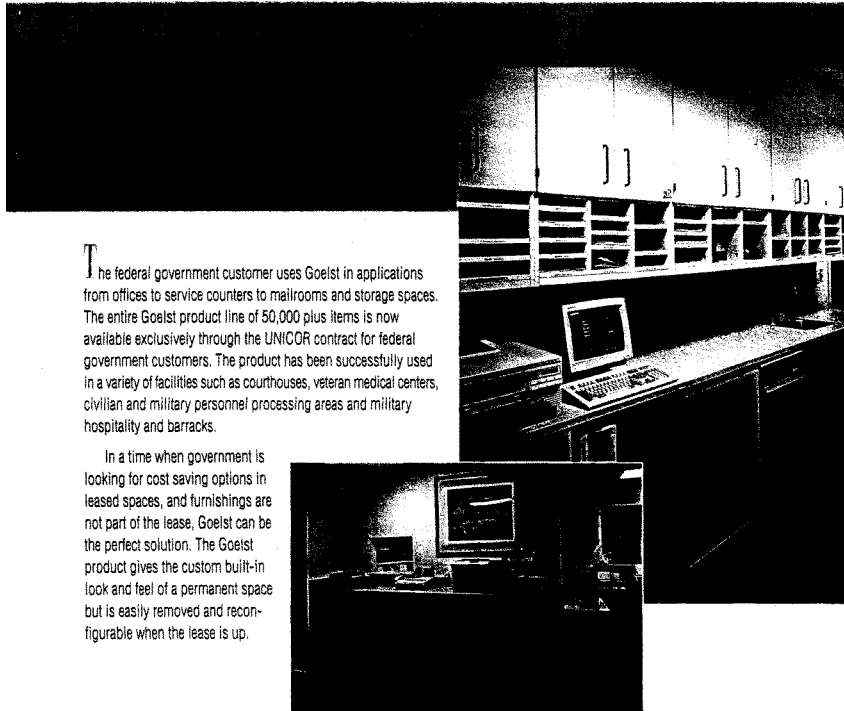 The federal government customer uses Goelst in applications
from offices to service counters to mailrooms and storage spaces.
The entire Goelst product line of 50,000 plus items is now
available exclusively through the UNICOR contract for federal
government customers. The product has been successfully used
in a variety of facilities such as courthouses, veteran medical centers,
civilian and military personnel processing areas and military
hospitality and barracks.
In a time when government is
looking for cost saving options in
leased spaces, and furnishings are
not part of the lease, Goelst can be
the perfect solution. The Goelst
product gives the custom built-in
look and feel of a permanent space
but is easily removed and recon-
figurable when the lease is up.